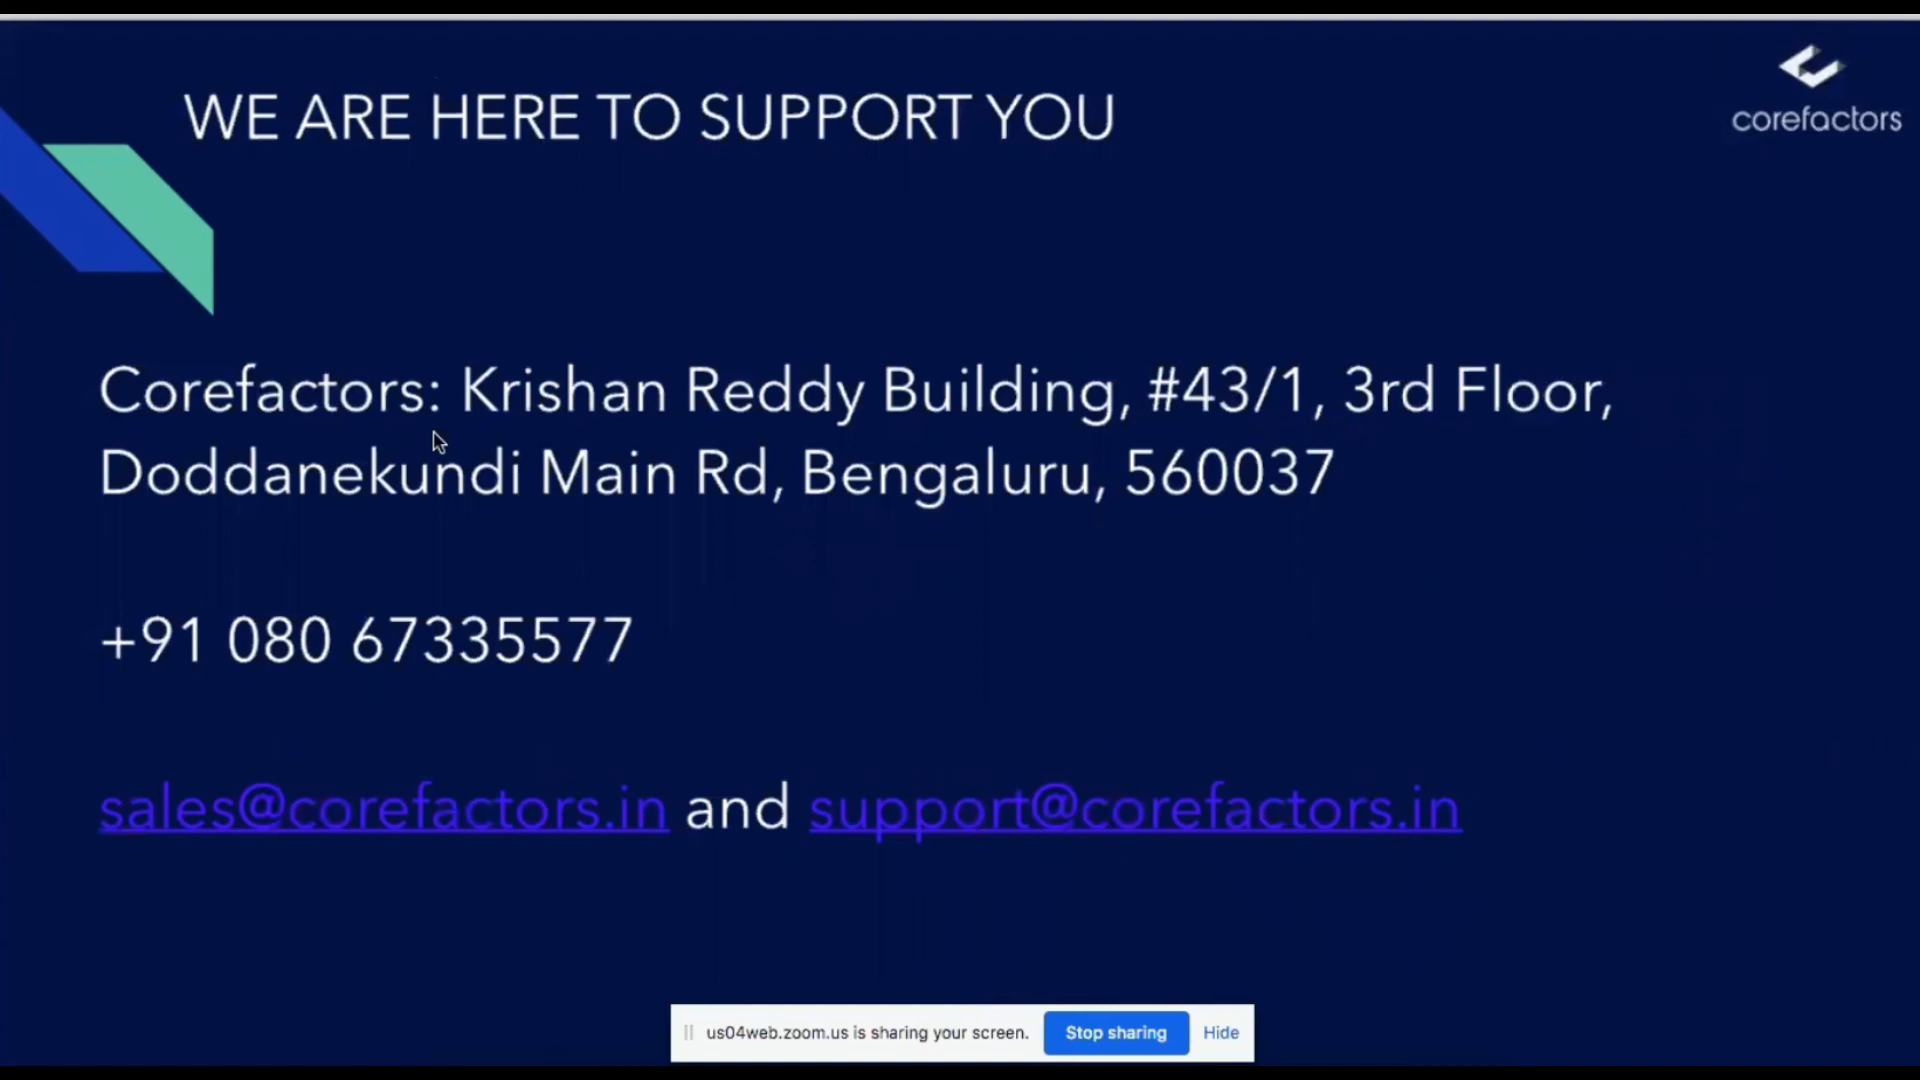 WE ARE HERE TO SUPPORT YOU
corefactors
Corefactors: Krishan Reddy Building, #43/1, 3rd Floor,
Doddanekundi Main Rd, Bengaluru, 560037
+91 080 67335577
sales@corefactors.in and support@corefactors.in
us04web.zoom.us is sharing your screen. Stop sharing Hide